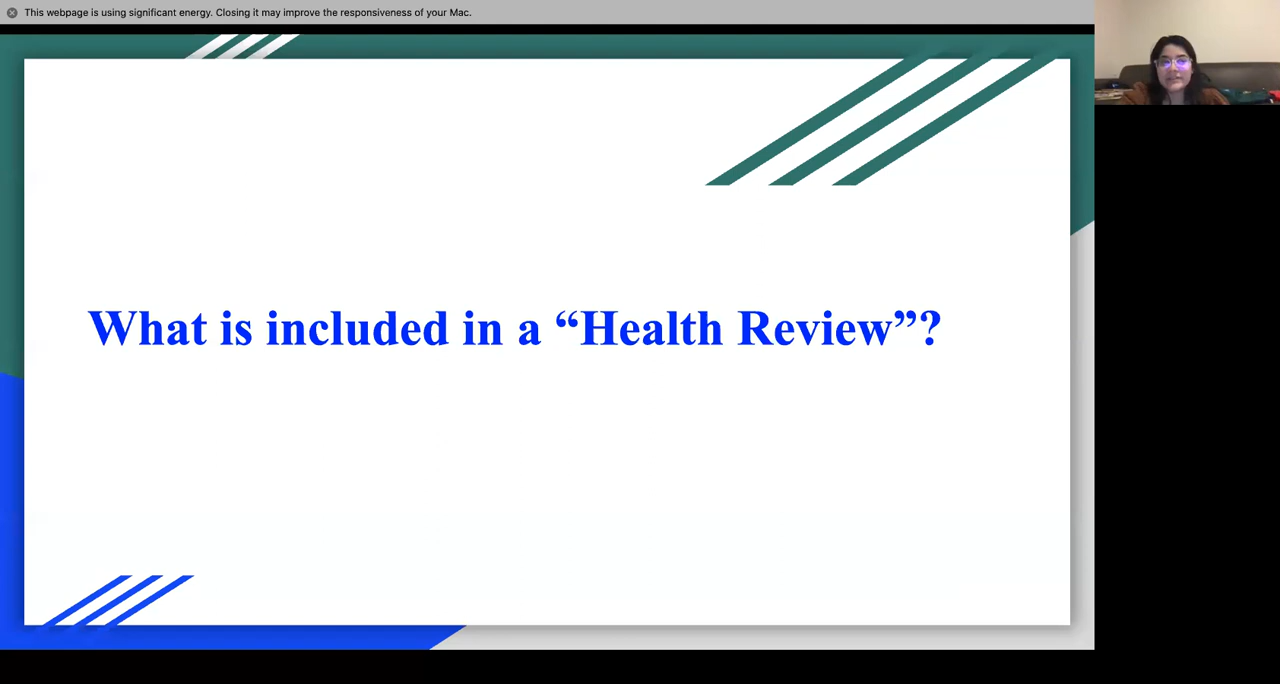 This webpage is using significant energy. Closing it may improve the responsiveness of your Mac.
What is included in a “Health Review”?